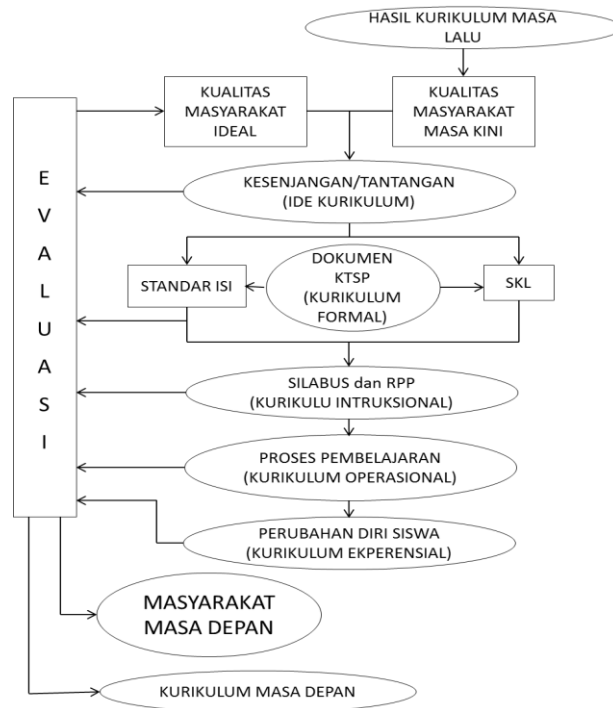 HASIL KURIKULUM MASA
LALU
KUALITAS
MASYARAKAT
IDEAL
KUALITAS
MASYARAKAT
MASA KINI
E
V
A
L
U
A
S
I
KESENJANGAN/TANTANGAN
(IDE KURIKULUM)
STANDAR ISI
DOKUMEN
KTSP
(KURIKULUM
FORMAL)
SKL
SILABUS dan RPP
(KURIKULU INTRUKSIONAL)
PROSES PEMBELAJARAN
(KURIKULUM OPERASIONAL)
PERUBAHAN DIRI SISWA
(KURIKULUM EKPERENSIAL)
MASYARAKAT
MASA DEPAN
KURIKULUM MASA DEPAN